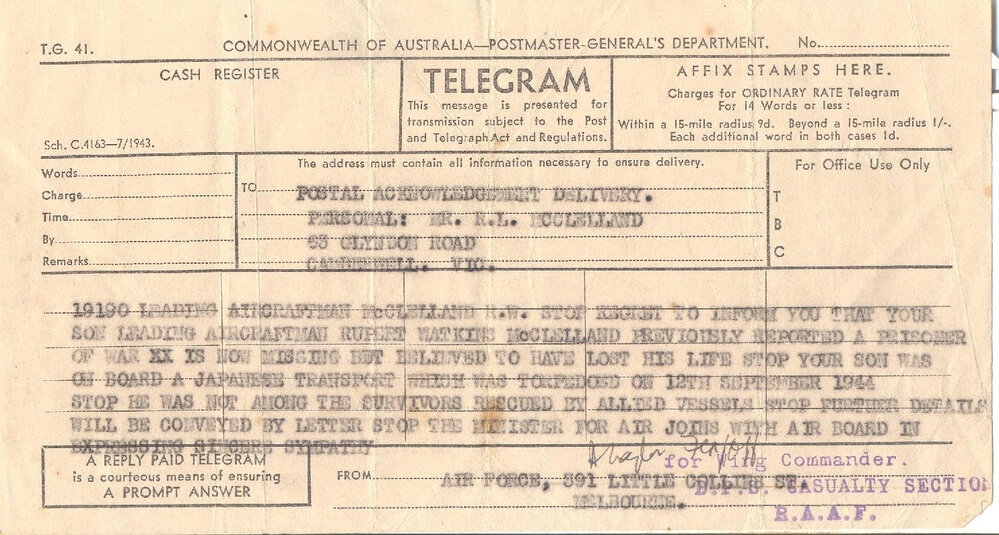 T.G. 41. COMMONWEALTH OF AUSTRALIA—POSTMASTER-GENERAL'S DEPARTMENT. No.
CASH REGISTER
Sch. C.4163—7/1943.
TELEGRAM
This message is presented for
transmission subject to the Post
and Telegraph Act and Regulations.
AFFIX STAMPS HERE.
Charges for ORDINARY RATE Telegram
For 14 Words or less:
Within a 15-mile radius 9d. Beyond a 15-mile radius 1/-.
Each additional word in both cases 1d.
Words
Charge
Time
By
Remarks
The address must contain all information necessary to ensure delivery.
TO POSTAL ACKNOWLEDGEMENT DELIVERY.
PERSONAL: MR. R.L. MCCLELLAND
63 GLYNDON ROAD
CAMBERWELL. VIC.
For Office Use Only
T
B
C
19190 LEADING AIRCRAFTMAN McCLELLAND R.W. STOP REGRET TO INFORM YOU THAT YOUR
SON LEADING AIRCRAFTMAN RUPERT WATKINS McCLELLAND PREVIOUSLY REPORTED A PRISONER
OF WAR XX IS NOW MISSING BUT BELIEVED TO HAVE LOST HIS LIFE STOP YOUR SON WAS
ON BOARD A JAPANESE TRANSPORT WHICH WAS TORPEDOED ON 12TH SEPTEMBER 1944
STOP HE WAS NOT AMONG THE SURVIVORS RESCUED BY ALLIED VESSELS STOP FURTHER DETAILS
WILL BE CONVEYED BY LETTER STOP THE MINISTER FOR AIR JOINS WITH AIR BOARD IN
EXPRESSING SINCERE SYMPATHY
A REPLY PAID TELEGRAM
is a courteous means of ensuring
A PROMPT ANSWER
FROM AIR FORCE, 391 LITTLE COLLINS ST.
MELBOURNE.
for Wing Commander.
D.P.S. CASUALTY SECTION
R.A.A.F.